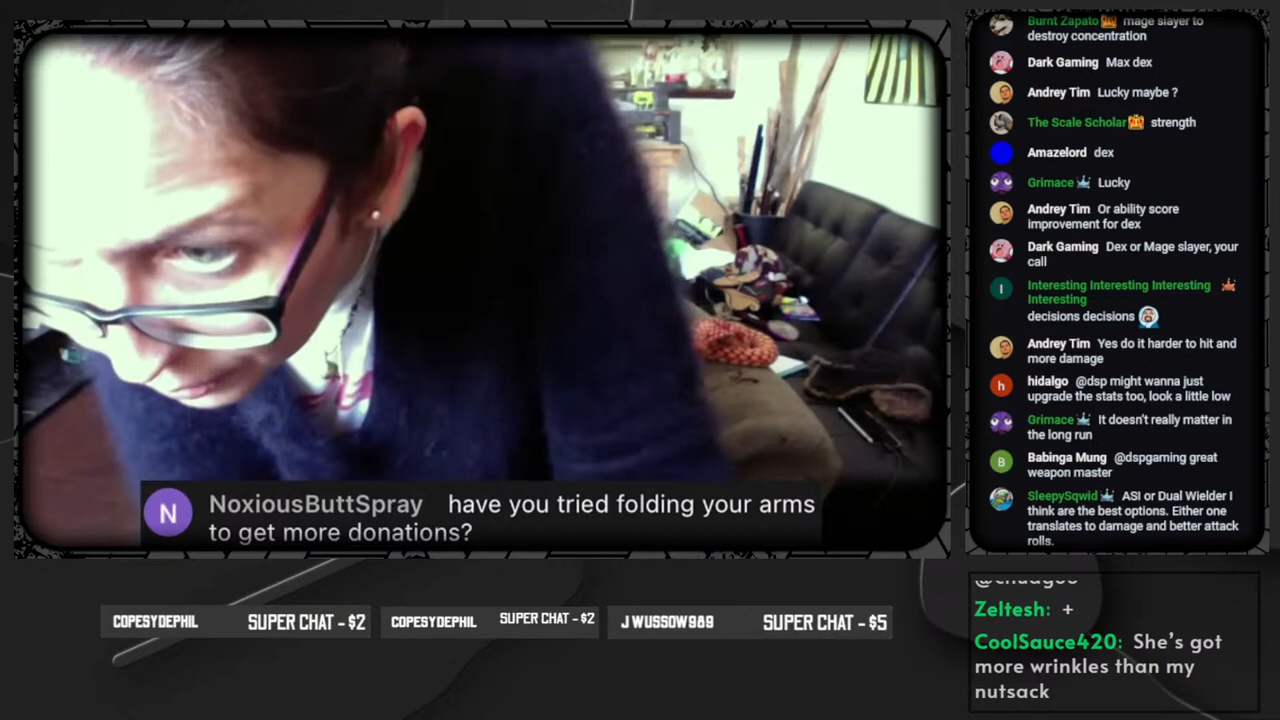 Burnt Zapato mage slayer to
destroy concentration
Dark Gaming Max dex
Andrey Tim Lucky maybe ?
The Scale Scholar strength
Amazelord dex
Grimace Lucky
Andrey Tim Or ability score
improvement for dex
Dark Gaming Dex or Mage slayer, your
call
I Interesting Interesting Interesting
Interesting
decisions decisions
Andrey Tim Yes do it harder to hit and
more damage
h hidalgo @dsp might wanna just
upgrade the stats too, look a little low
Grimace It doesn't really matter in
the long run
B Babinga Mung @dspgaming great
weapon master
SleepySqwid ASI or Dual Wielder I
think are the best options. Either one
translates to damage and better attack
rolls.
N NoxiousButtSpray have you tried folding your arms
to get more donations?
COPESYDEPHIL SUPER CHAT - $2
COPESYDEPHIL SUPER CHAT - $2
J WUSSOW989 SUPER CHAT - $5
Zeltesh: +
CoolSauce420: She's got
more wrinkles than my
nutsack